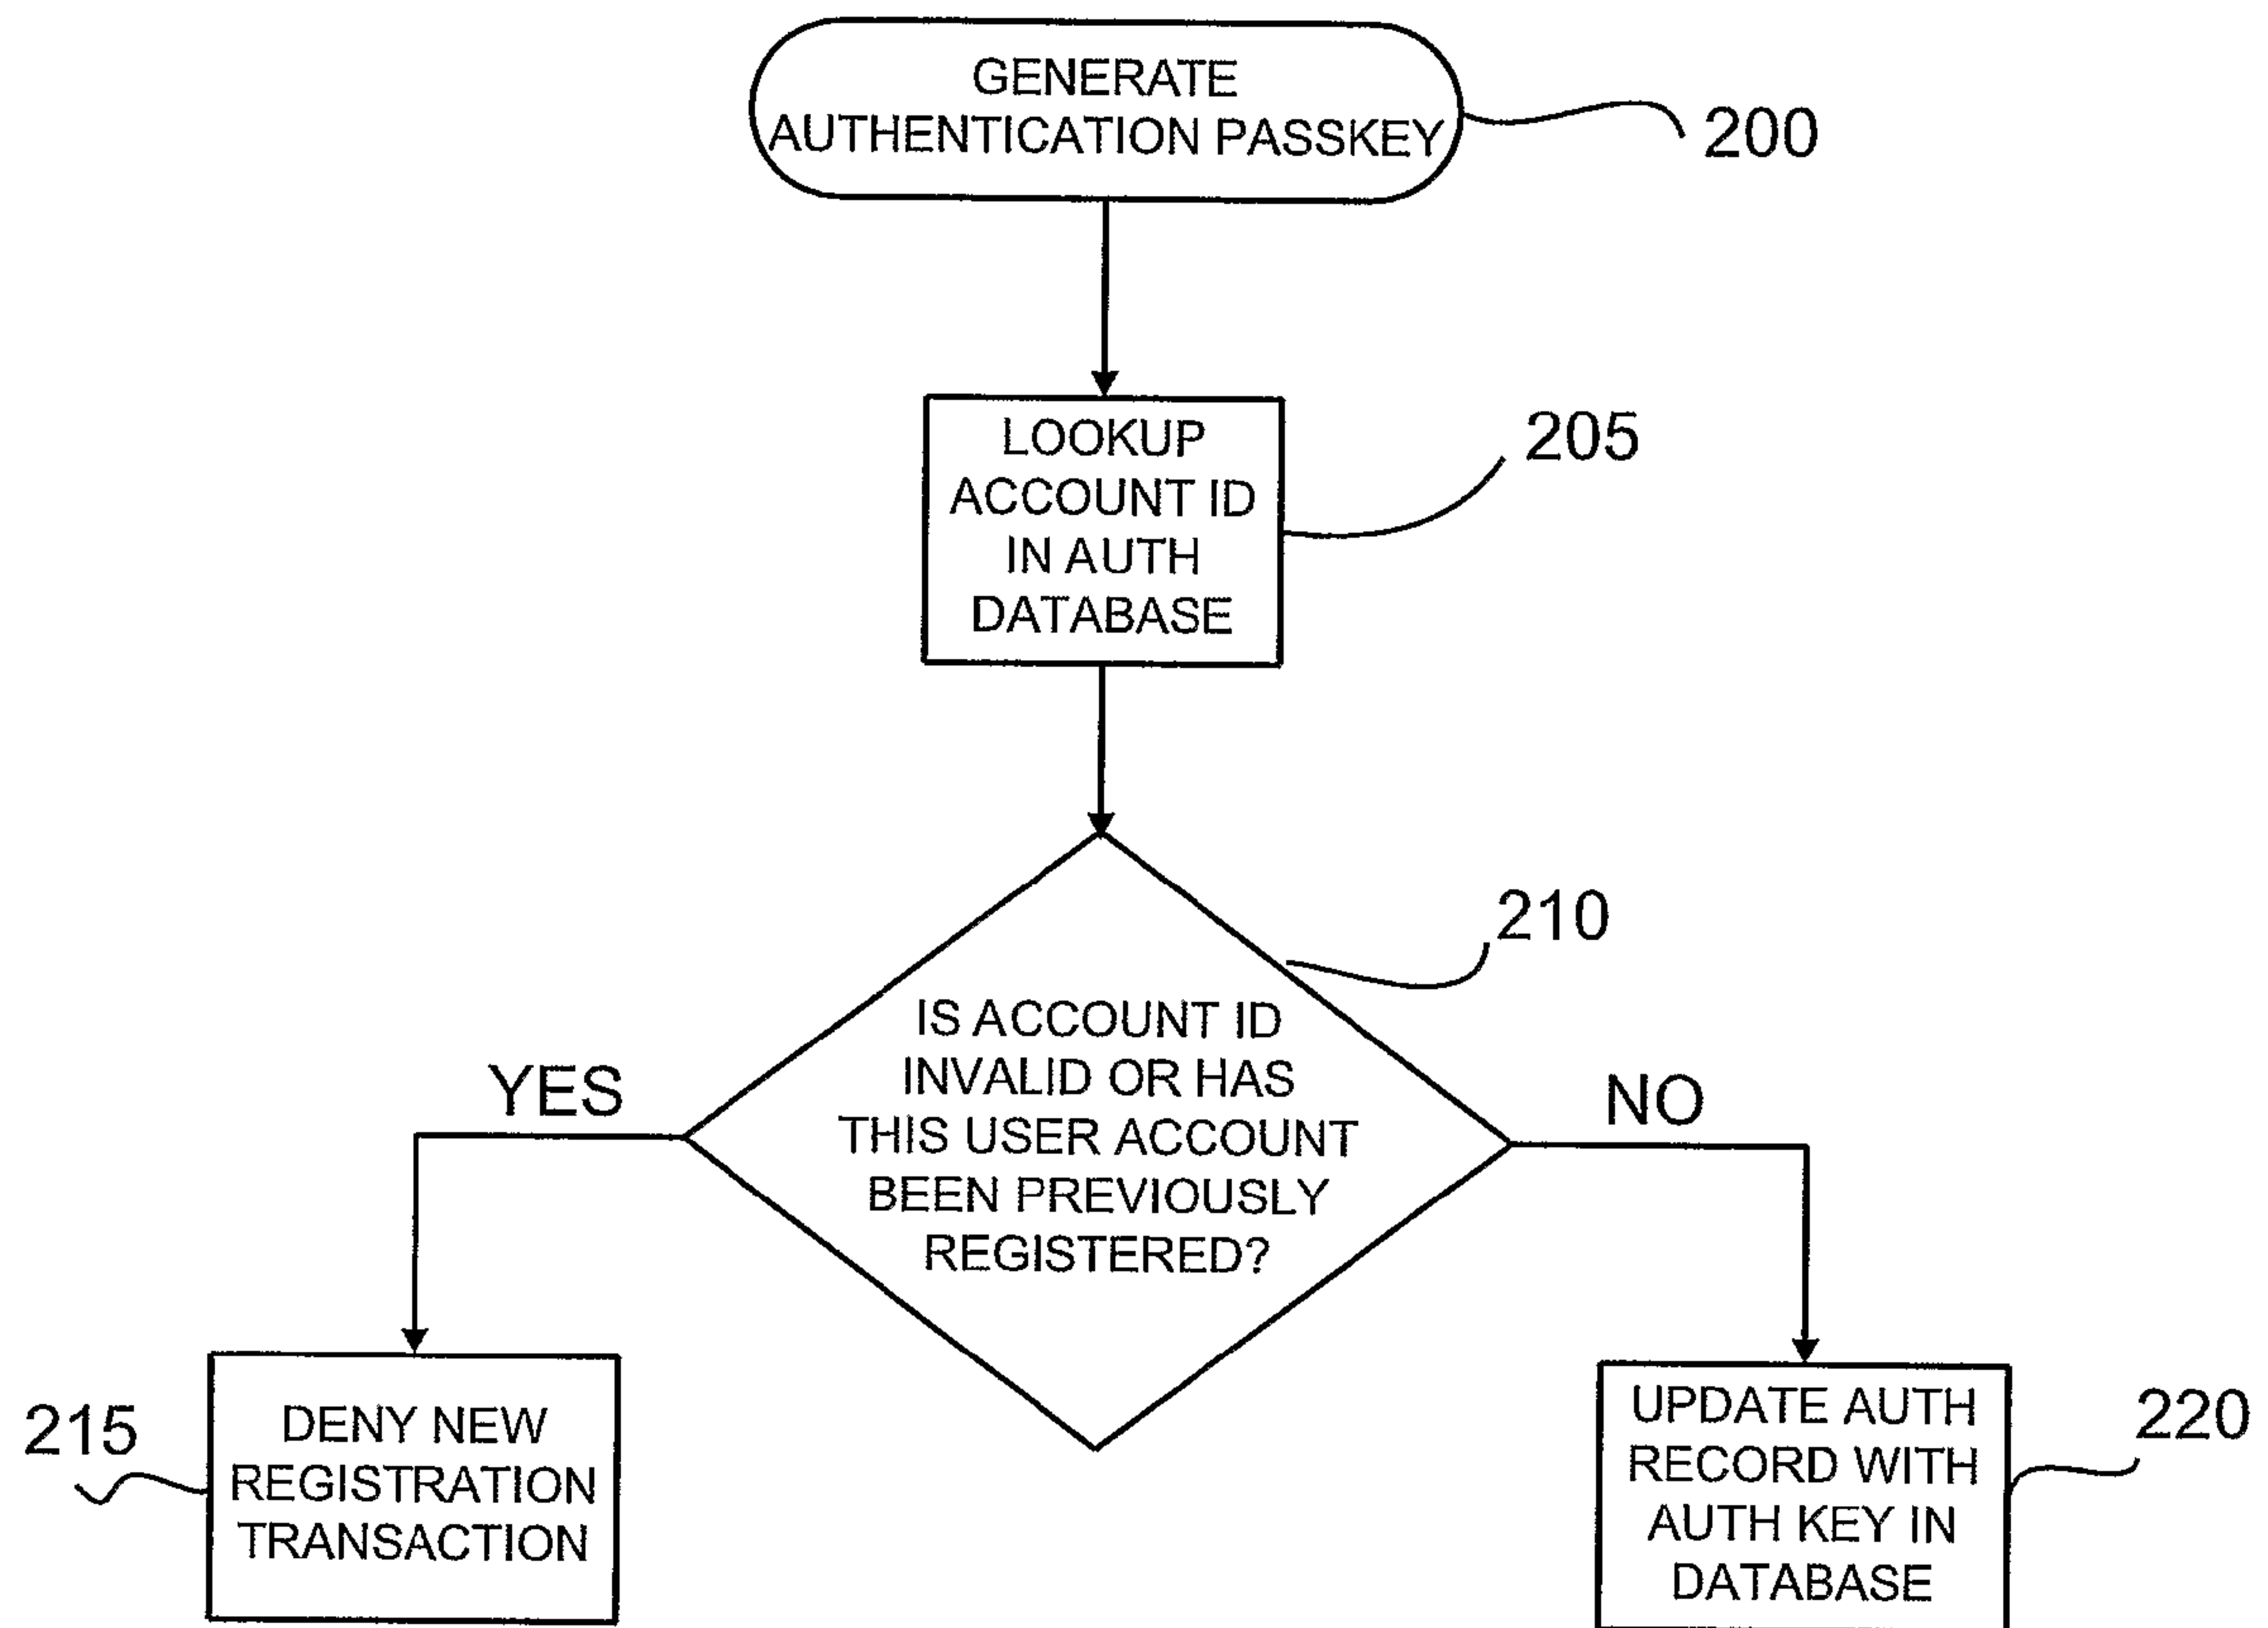 GENERATE
AUTHENTICATION PASSKEY
200
LOOKUP
ACCOUNT ID
IN AUTH
DATABASE
205
210
IS ACCOUNT ID
INVALID OR HAS
THIS USER ACCOUNT
BEEN PREVIOUSLY
REGISTERED?
YES
NO
215
DENY NEW
REGISTRATION
TRANSACTION
UPDATE AUTH
RECORD WITH
AUTH KEY IN
DATABASE
220